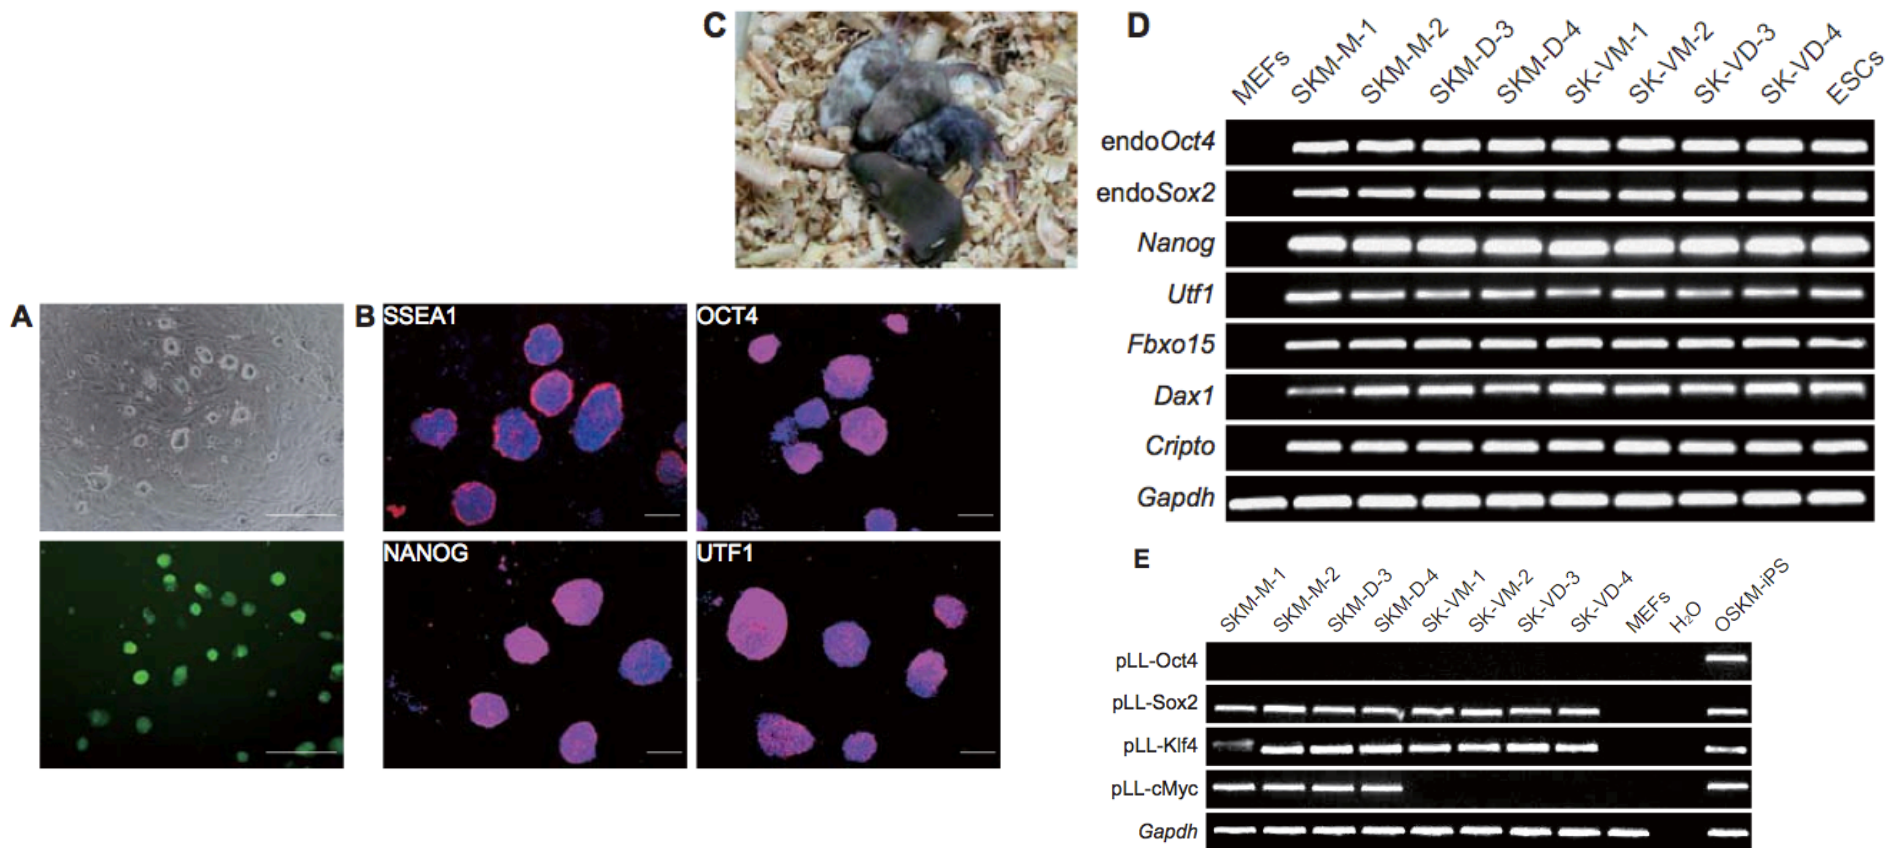 C
D
MEFs SKM-M-1 SKM-M-2 SKM-D-3 SKM-D-4 SK-VM-1 SK-VM-2 SK-VD-3 SK-VD-4 ESCs
endoOct4
endoSox2
Nanog
Utf1
Fbxo15
Dax1
Cripto
Gapdh
A
B
SSEA1
OCT4
NANOG
UTF1
E
SKM-M-1 SKM-M-2 SKM-D-3 SKM-D-4 SK-VM-1 SK-VM-2 SK-VD-3 SK-VD-4 MEFs H₂O OSKM-iPS
pLL-Oct4
pLL-Sox2
pLL-Klf4
pLL-cMyc
Gapdh